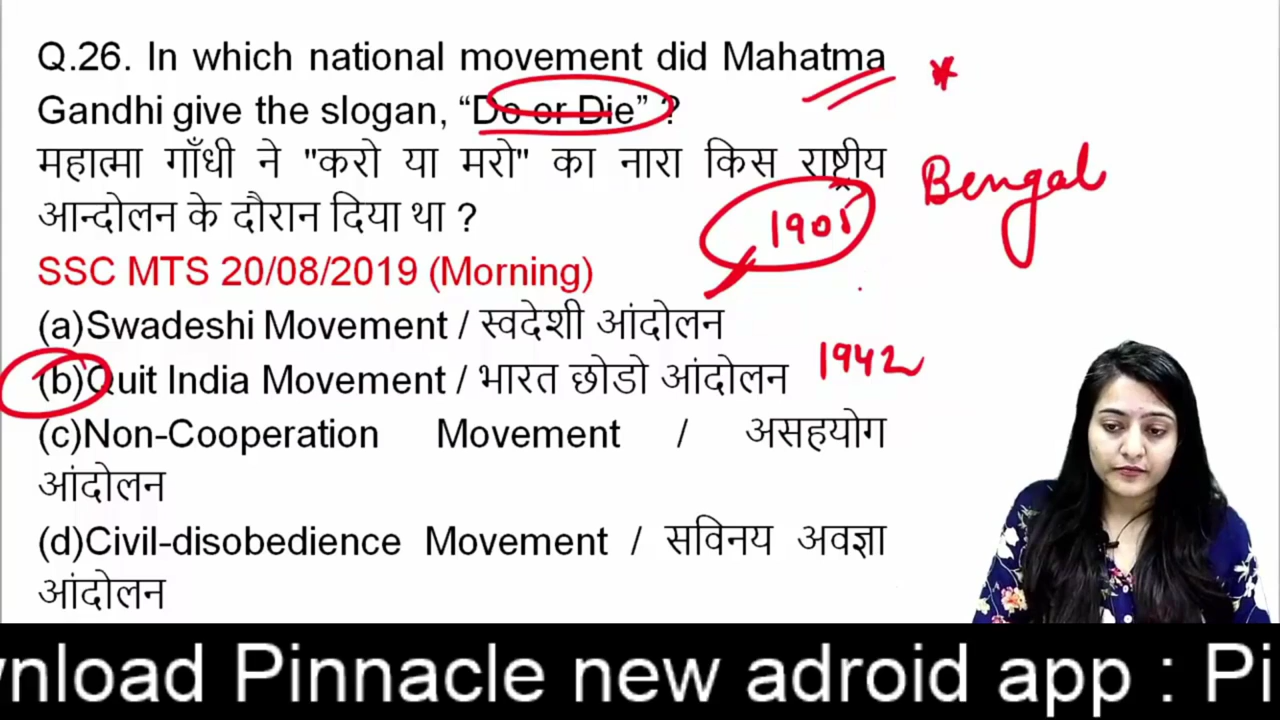 Q.26. In which national movement did Mahatma
Gandhi give the slogan, “Do or Die” ?
महात्मा गाँधी ने "करो या मरो" का नारा किस राष्ट्रीय
आन्दोलन के दौरान दिया था ?
Bengal
1905
SSC MTS 20/08/2019 (Morning)
(a)Swadeshi Movement / स्वदेशी आंदोलन
(b)Quit India Movement / भारत छोडो आंदोलन 1942
(c)Non-Cooperation Movement / असहयोग
आंदोलन
(d)Civil-disobedience Movement / सविनय अवज्ञा
आंदोलन
wnload Pinnacle new adroid app : Pi